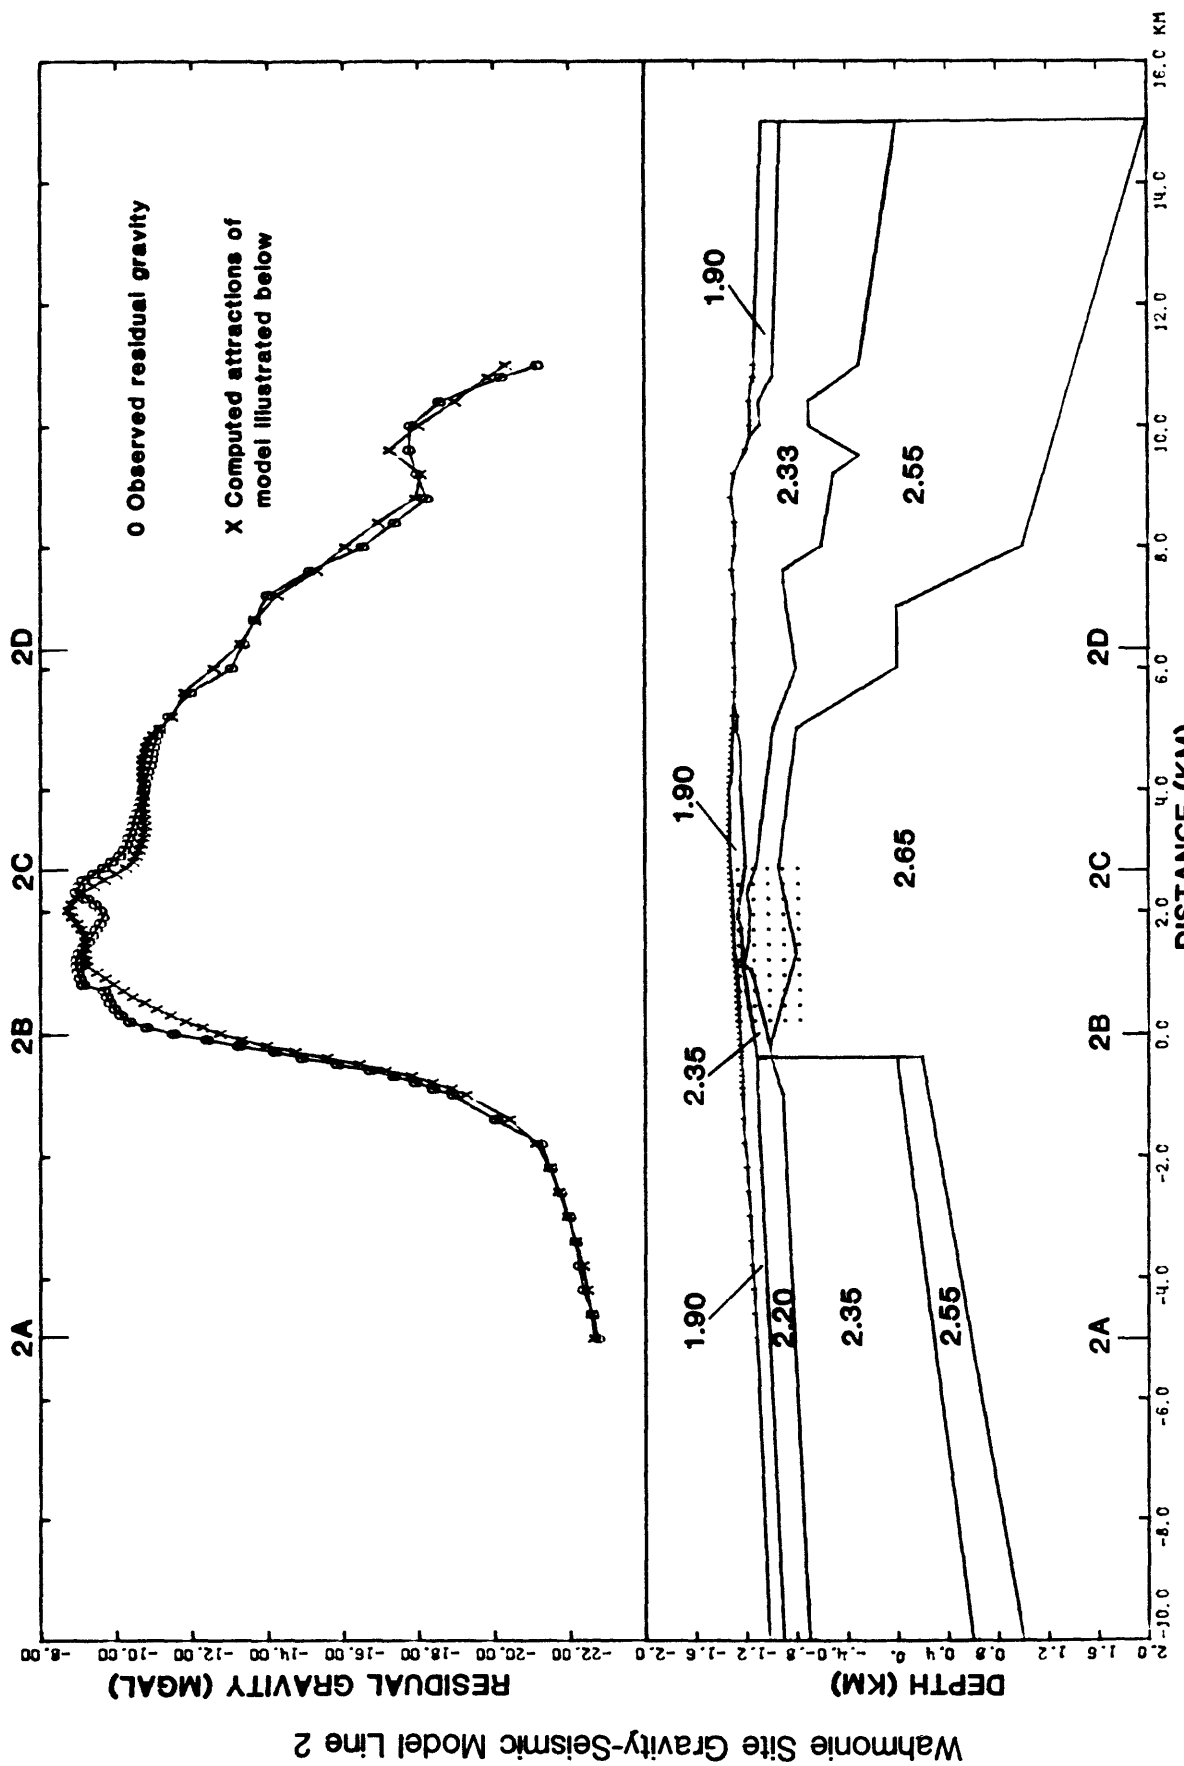 Wahmonie Site Gravity-Seismic Model Line 2
RESIDUAL GRAVITY (MGAL)
-8.00
-10.00
-12.00
-14.00
-16.00
-18.00
-20.00
-22.00
2A
2B
2C
2D
O Observed residual gravity
X Computed attractions of
model illustrated below
DEPTH (KM)
-2.0
-1.6
-1.2
-.8
-.4
0.
0.4
0.8
1.2
1.6
2.0
1.90
2.20
2.35
2.55
2.35
1.90
2.65
2.33
2.55
1.90
2A
2B
2C
2D
-10.0
-8.0
-6.0
-4.0
-2.0
0.0
2.0
4.0
6.0
8.0
10.0
12.0
14.0
16.0 KM
DISTANCE (KM)